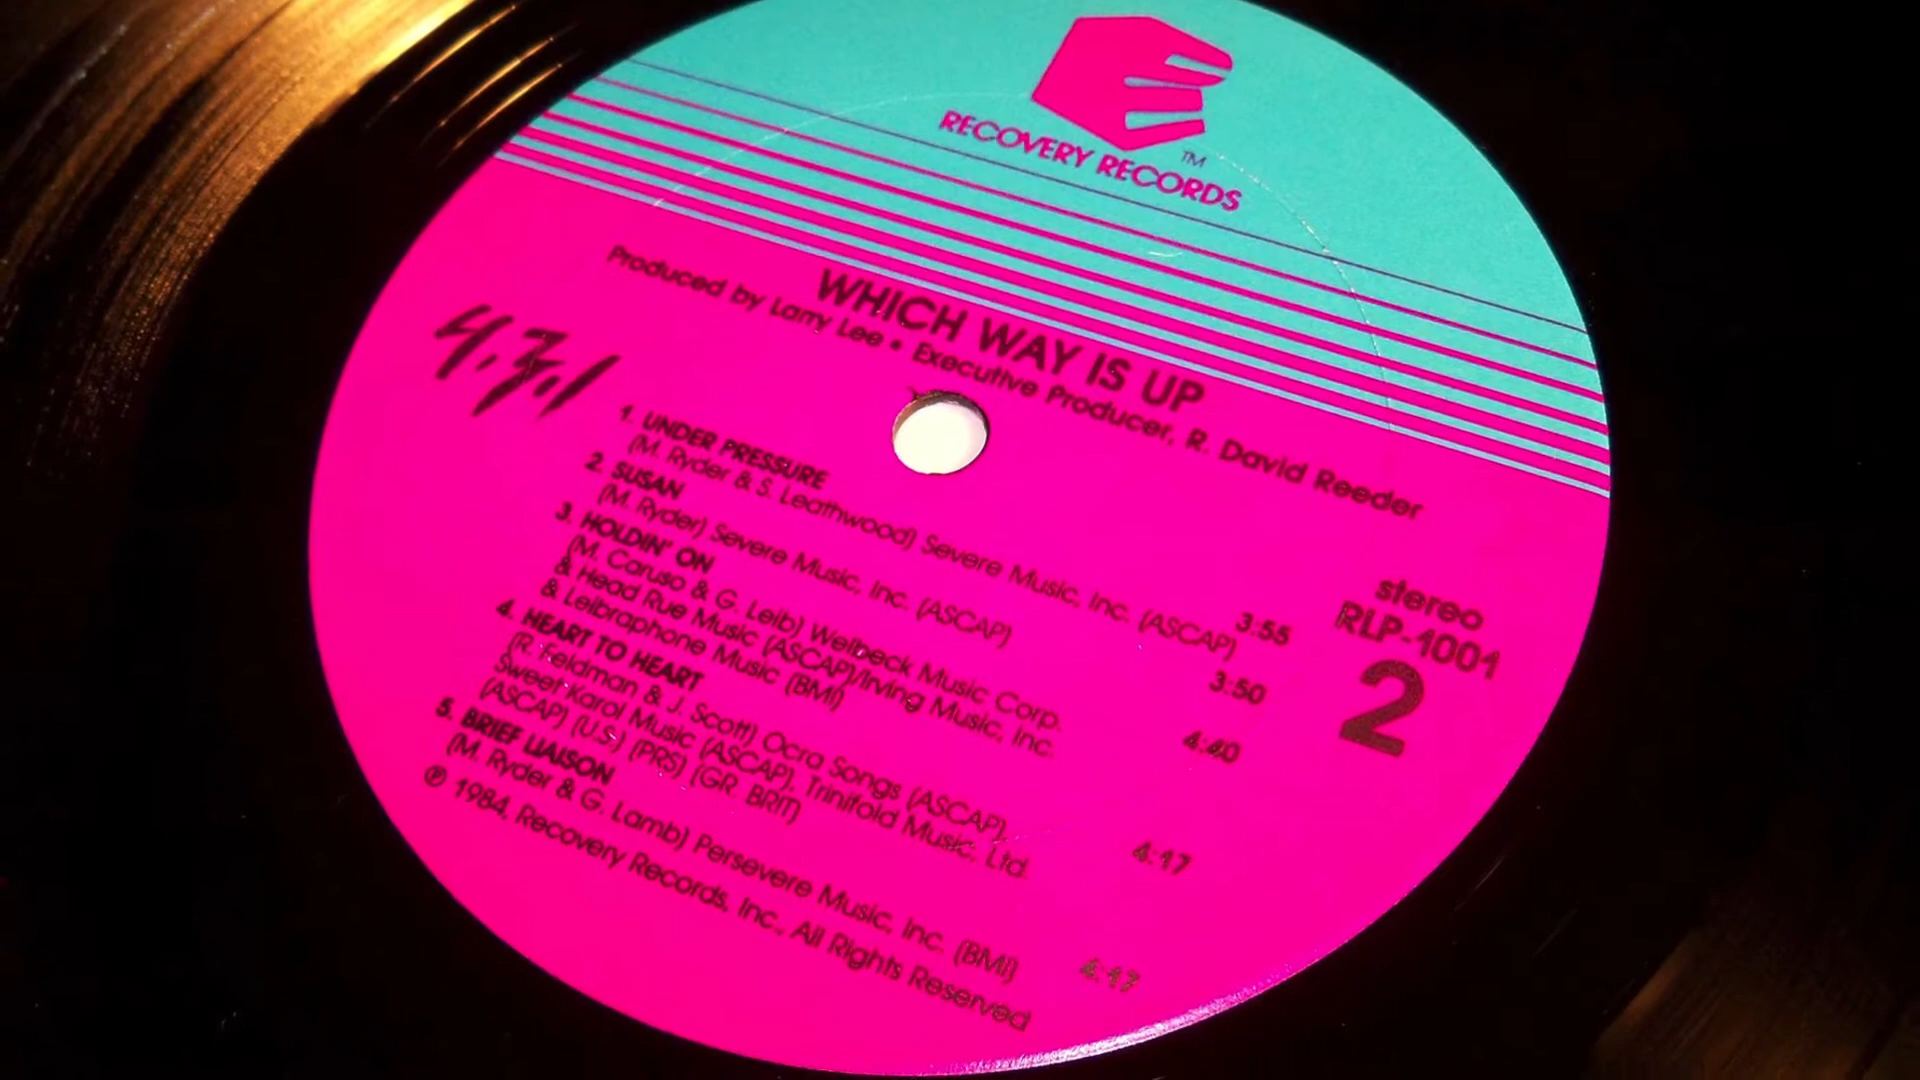 RECOVERY RECORDS
TM
WHICH WAY IS UP
Produced by Larry Lee • Executive Producer, R. David Reeder
4,3,1
1. UNDER PRESSURE
(M. Ryder & S. Leathwood) Severe Music, Inc. (ASCAP) 3:55
2. SUSAN
(M. Ryder) Severe Music, Inc. (ASCAP) 3:50
3. HOLDIN' ON
(M. Caruso & G. Leib) Welbeck Music Corp.
& Head Rue Music (ASCAP)/Irving Music, Inc.
& Leibraphone Music (BMI) 4:40
4. HEART TO HEART
(R. Feldman & J. Scott) Ocra Songs (ASCAP),
Sweet Karol Music (ASCAP), Trinifold Music, Ltd.
(ASCAP) (U.S.) (PRS) (GR. BRIT) 4:17
5. BRIEF LIAISON
(M. Ryder & G. Lamb) Persevere Music, Inc. (BMI) 4:17
℗ 1984, Recovery Records, Inc., All Rights Reserved
stereo
RLP-1001
2